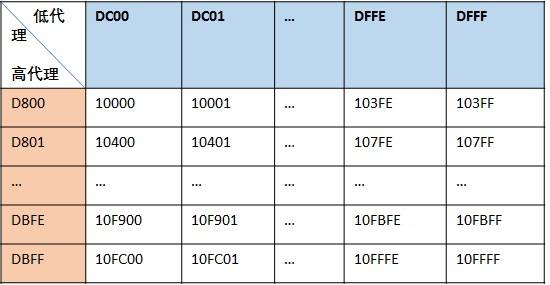 低代理
高代理
DC00 DC01 … DFFE DFFF
D800 10000 10001 … 103FE 103FF
D801 10400 10401 … 107FE 107FF
… … … … … …
DBFE 10F900 10F901 … 10FBFE 10FBFF
DBFF 10FC00 10FC01 … 10FFFE 10FFFF